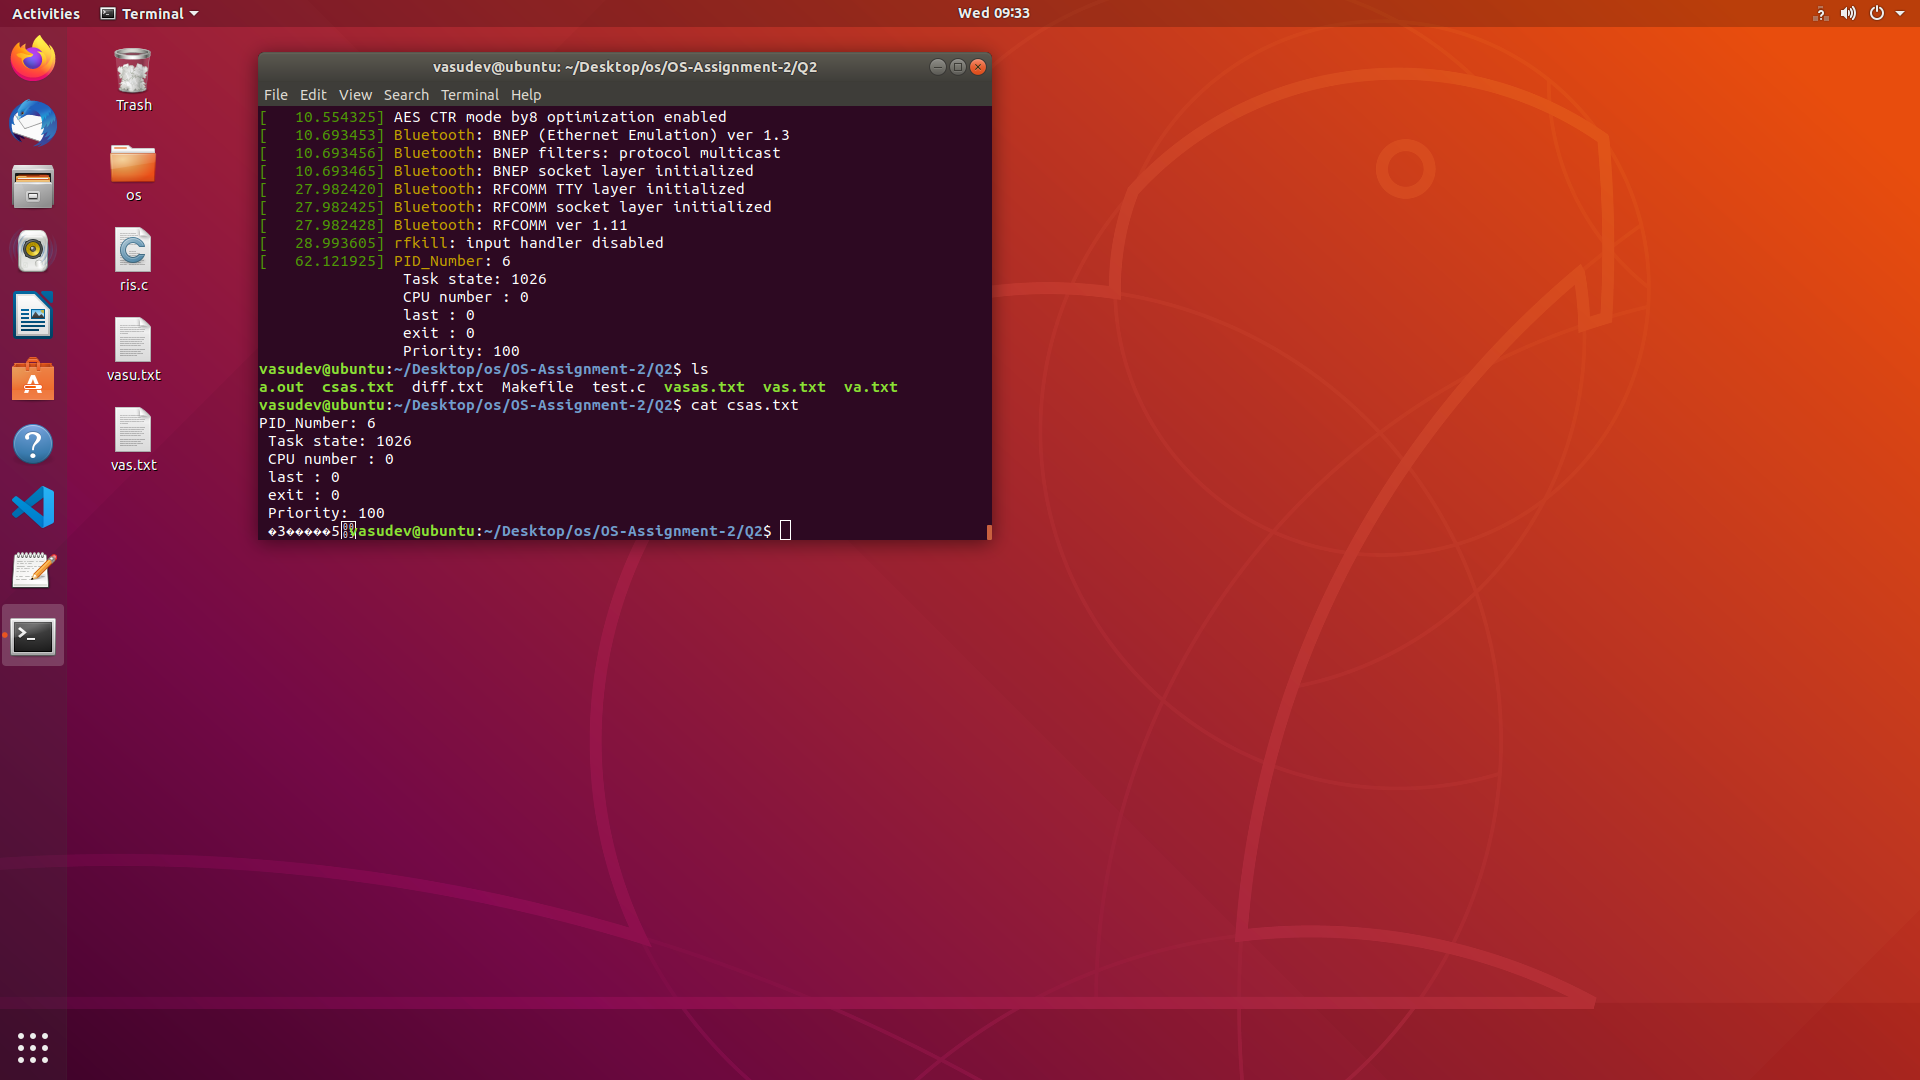 Activities Terminal Wed 09:33
Trash
os
ris.c
vasu.txt
vas.txt
vasudev@ubuntu: ~/Desktop/os/OS-Assignment-2/Q2
File Edit View Search Terminal Help
[   10.554325] AES CTR mode by8 optimization enabled
[   10.693453] Bluetooth: BNEP (Ethernet Emulation) ver 1.3
[   10.693456] Bluetooth: BNEP filters: protocol multicast
[   10.693465] Bluetooth: BNEP socket layer initialized
[   27.982420] Bluetooth: RFCOMM TTY layer initialized
[   27.982425] Bluetooth: RFCOMM socket layer initialized
[   27.982428] Bluetooth: RFCOMM ver 1.11
[   28.993605] rfkill: input handler disabled
[   62.121925] PID_Number: 6
Task state: 1026
CPU number : 0
last : 0
exit : 0
Priority: 100
vasudev@ubuntu:~/Desktop/os/OS-Assignment-2/Q2$ ls
a.out  csas.txt  diff.txt  Makefile  test.c  vasas.txt  vas.txt  va.txt
vasudev@ubuntu:~/Desktop/os/OS-Assignment-2/Q2$ cat csas.txt
PID_Number: 6
Task state: 1026
CPU number : 0
last : 0
exit : 0
Priority: 100
�3�����5vasudev@ubuntu:~/Desktop/os/OS-Assignment-2/Q2$